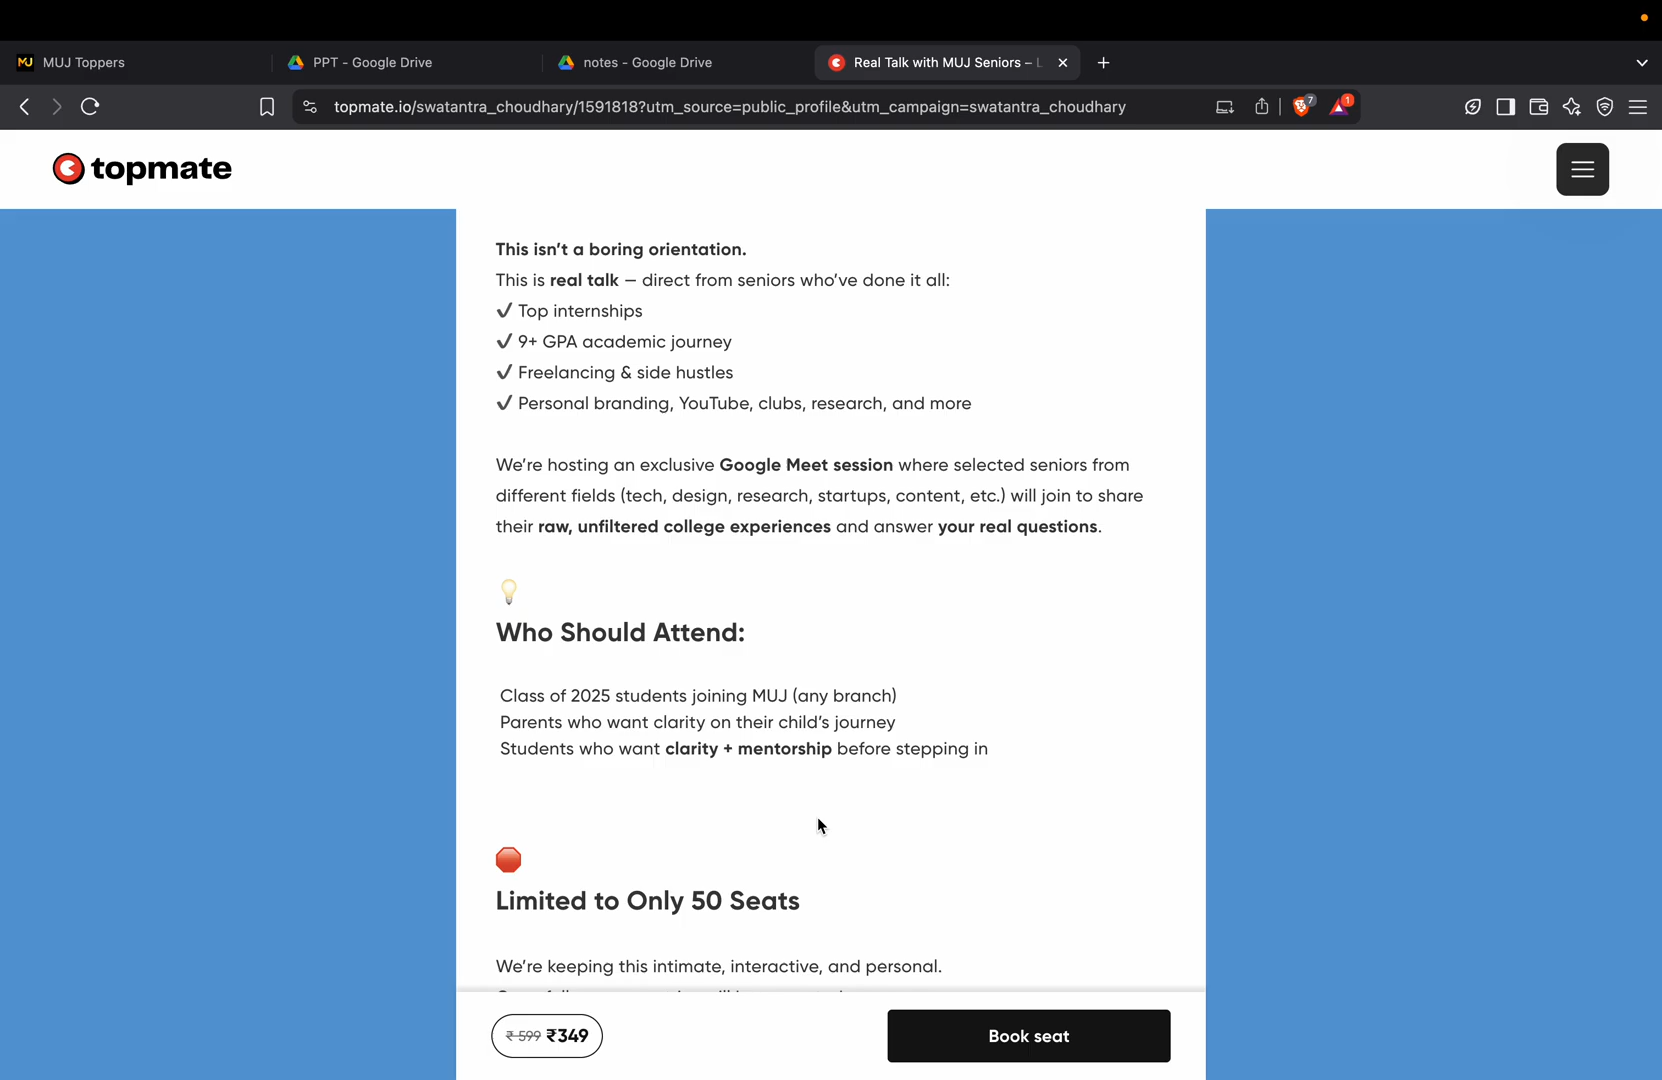 MUJ Toppers
PPT - Google Drive
notes - Google Drive
Real Talk with MUJ Seniors –
topmate.io/swatantra_choudhary/1591818?utm_source=public_profile&utm_campaign=swatantra_choudhary
7
1
topmate
This isn’t a boring orientation.
This is real talk — direct from seniors who’ve done it all:
✓ Top internships
✓ 9+ GPA academic journey
✓ Freelancing & side hustles
✓ Personal branding, YouTube, clubs, research, and more
We’re hosting an exclusive Google Meet session where selected seniors from
different fields (tech, design, research, startups, content, etc.) will join to share
their raw, unfiltered college experiences and answer your real questions.
Who Should Attend:
Class of 2025 students joining MUJ (any branch)
Parents who want clarity on their child’s journey
Students who want clarity + mentorship before stepping in
Limited to Only 50 Seats
We’re keeping this intimate, interactive, and personal.
₹ 599 ₹349
Book seat